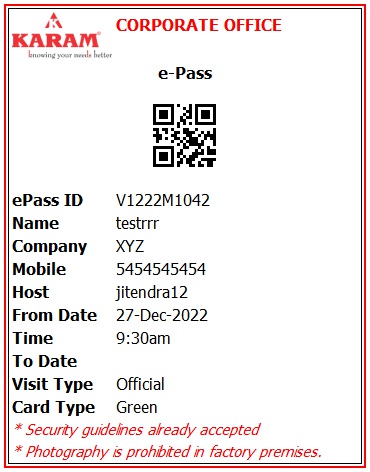 KARAM®
knowing your needs better
CORPORATE OFFICE
e-Pass
ePass ID V1222M1042
Name testrrr
Company XYZ
Mobile 5454545454
Host jitendra12
From Date 27-Dec-2022
Time 9:30am
To Date
Visit Type Official
Card Type Green
* Security guidelines already accepted
* Photography is prohibited in factory premises.